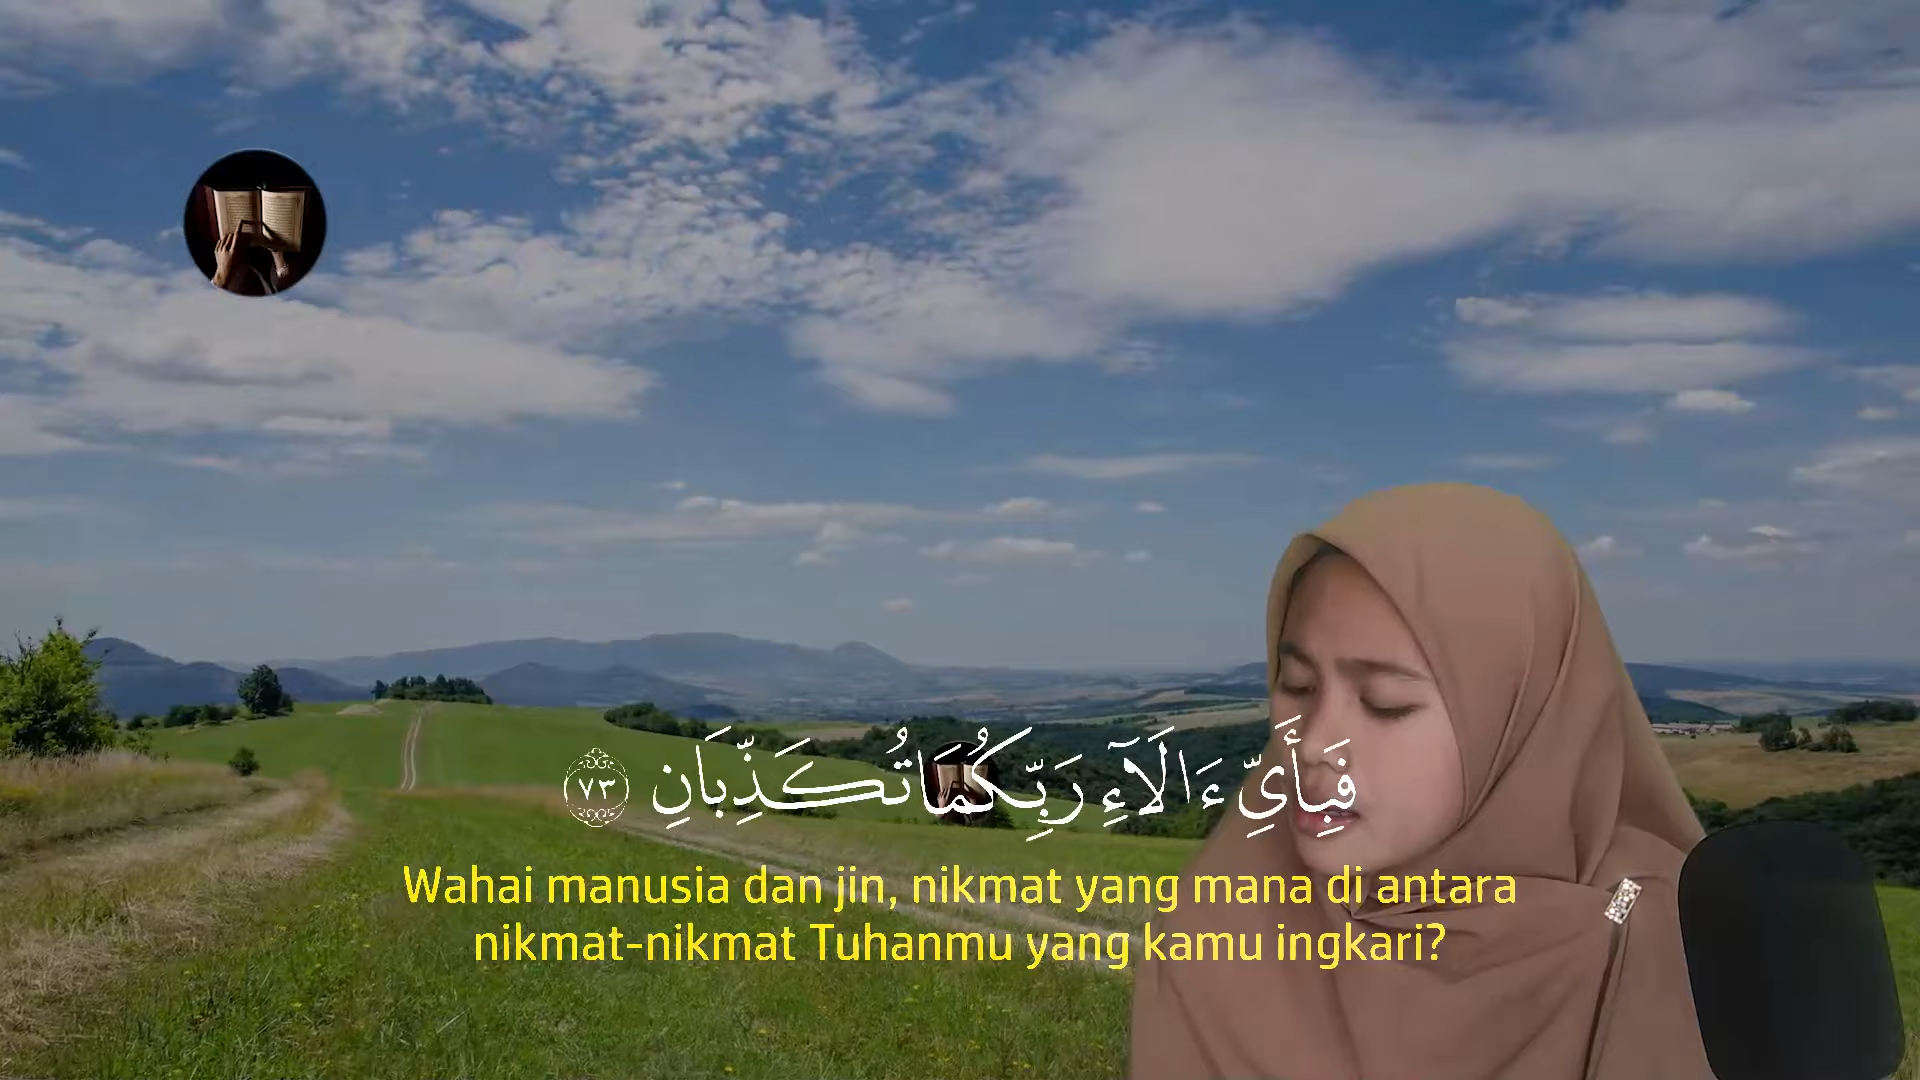 فَبِأَيِّ ءَالَآءِ رَبِّكُمَا تُكَذِّبَانِ ٧٣
Wahai manusia dan jin, nikmat yang mana di antara
nikmat-nikmat Tuhanmu yang kamu ingkari?